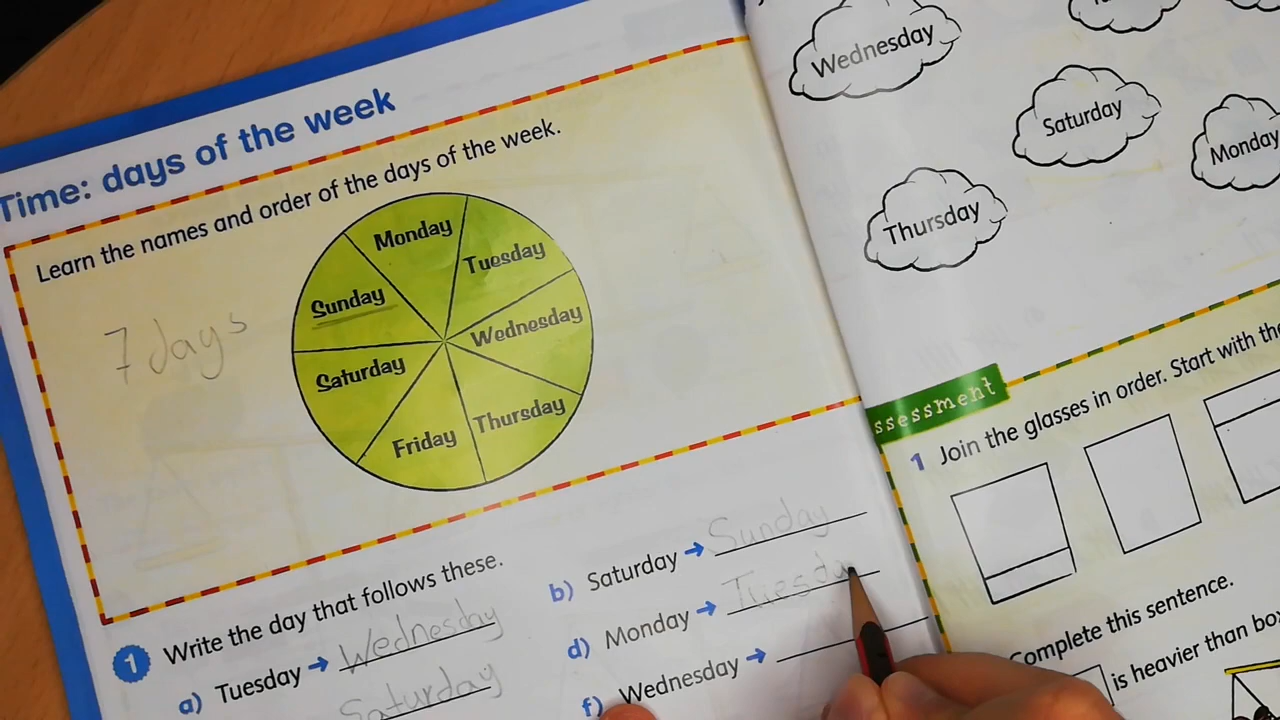 Time: days of the week
Learn the names and order of the days of the week.
Monday
Tuesday
Wednesday
Thursday
Friday
Saturday
Sunday
7 days
1 Write the day that follows these.
a) Tuesday → Wednesday
Saturday
b) Saturday → Sunday
d) Monday → Tuesda
f) Wednesday →
Wednesday
Saturday
Monday
Thursday
ssessment
1 Join the glasses in order. Start with the
omplete this sentence.
is heavier than box